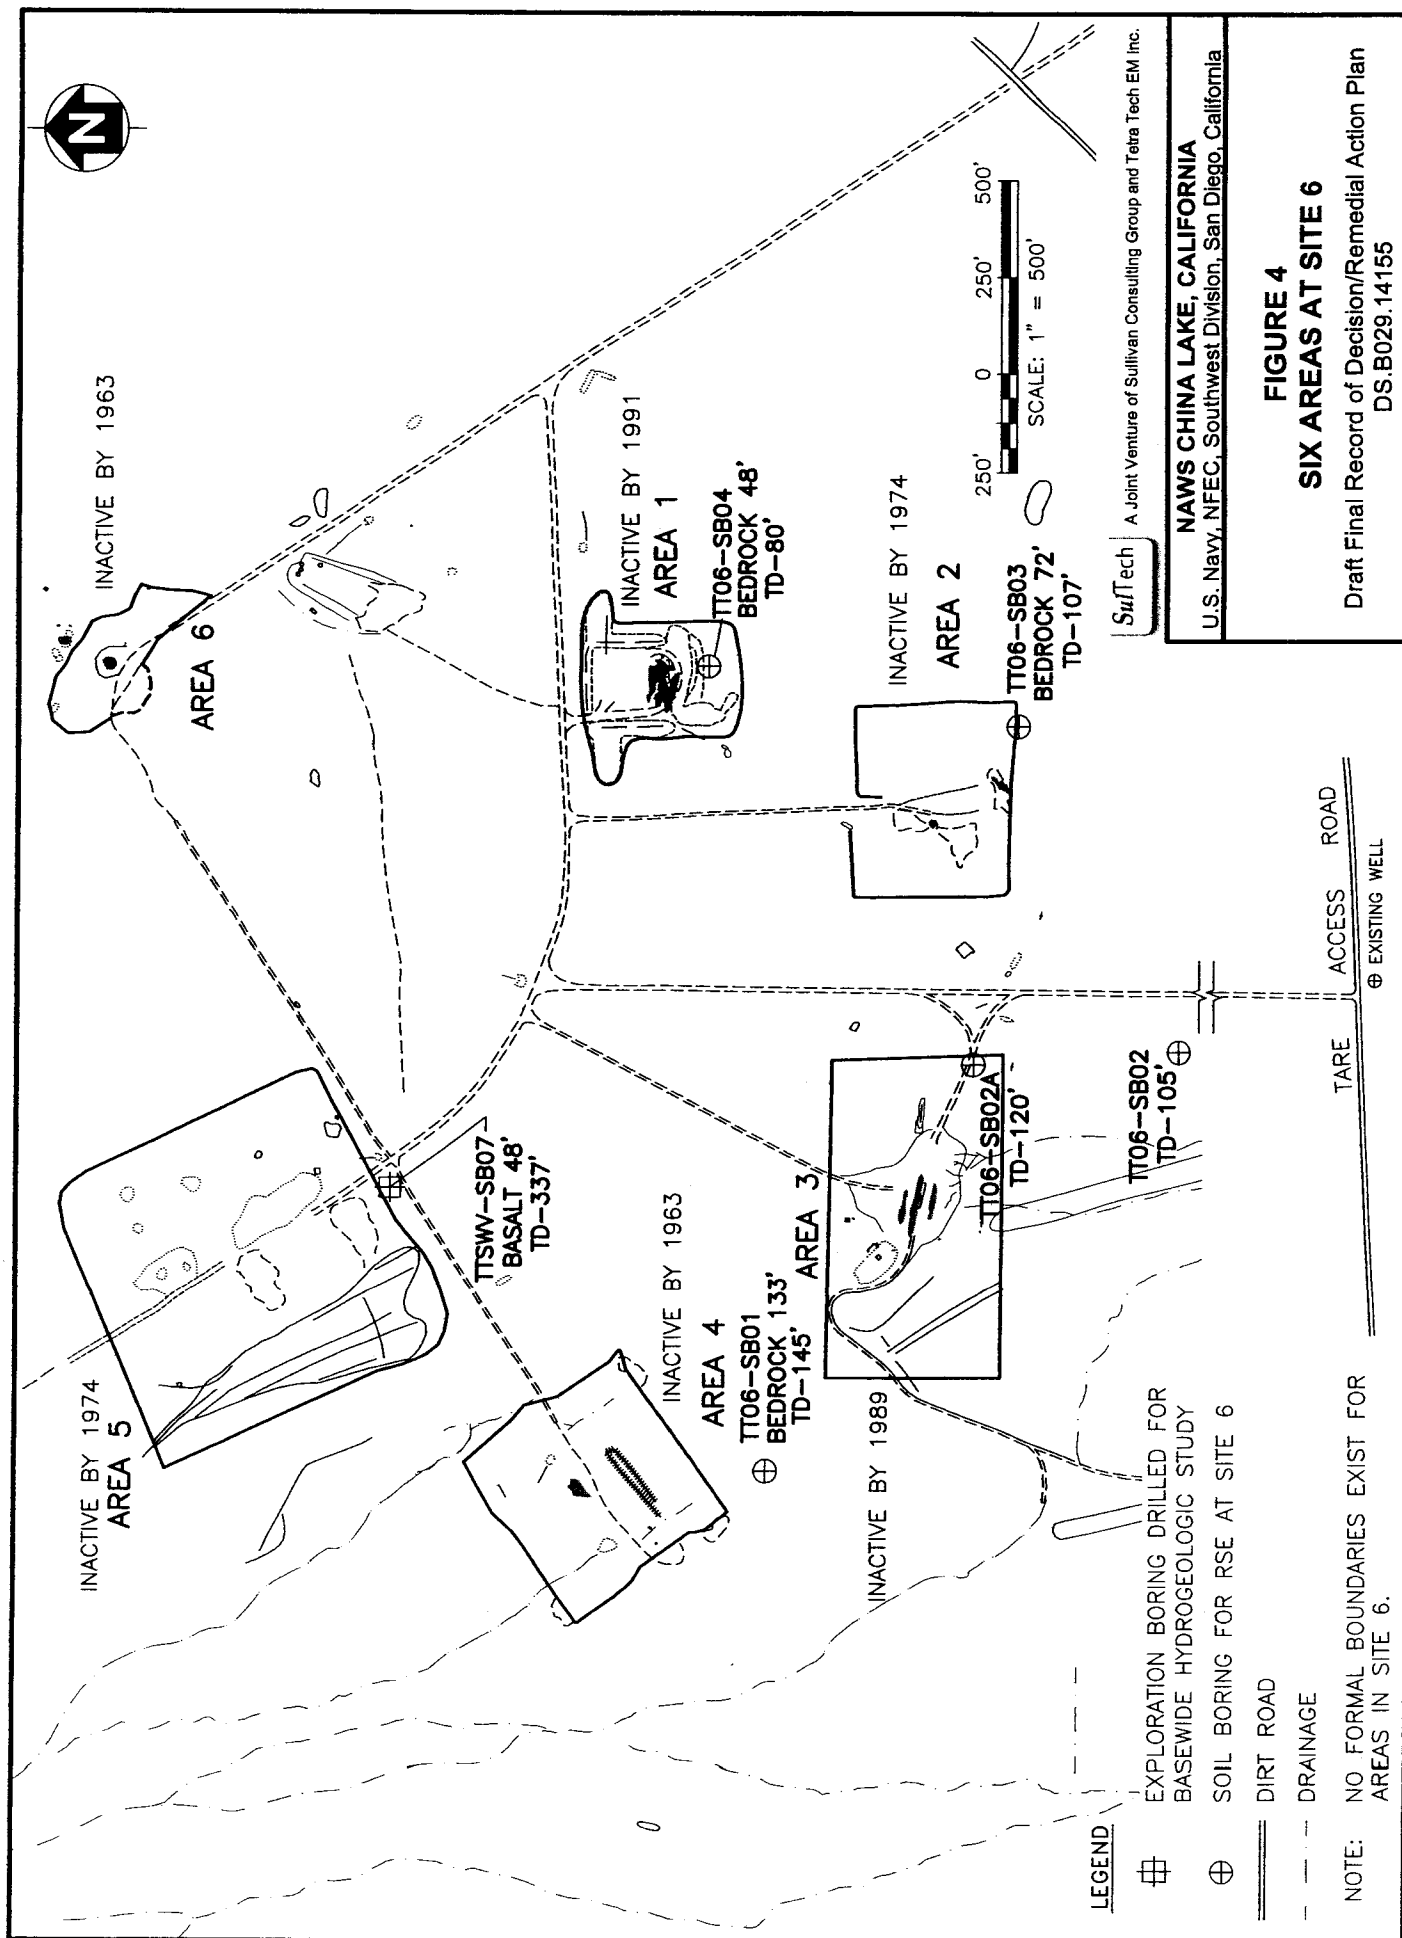 N
INACTIVE BY 1974
AREA 5
INACTIVE BY 1963
AREA 6
TTSWV-SB07
BASALT 48'
TD-337'
INACTIVE BY 1963
AREA 4
TT06-SB01
BEDROCK 133'
TD-145'
INACTIVE BY 1991
AREA 1
TT06-SB04
BEDROCK 48'
TD-80'
INACTIVE BY 1989
AREA 3
TT06-SB02A
TD-120'
INACTIVE BY 1974
AREA 2
TT06-SB03
BEDROCK 72'
TD-107'
TT06-SB02
TD-105'
TARE ACCESS ROAD
EXISTING WELL
250' 0 250' 500'
SCALE: 1" = 500'
LEGEND
EXPLORATION BORING DRILLED FOR
BASEWIDE HYDROGEOLOGIC STUDY
SOIL BORING FOR RSE AT SITE 6
DIRT ROAD
DRAINAGE
NOTE: NO FORMAL BOUNDARIES EXIST FOR
AREAS IN SITE 6.
SulTech A Joint Venture of Sullivan Consulting Group and Tetra Tech EM Inc.
NAWS CHINA LAKE, CALIFORNIA
U.S. Navy, NFEC, Southwest Division, San Diego, California
FIGURE 4
SIX AREAS AT SITE 6
Draft Final Record of Decision/Remedial Action Plan
DS.B029.14155